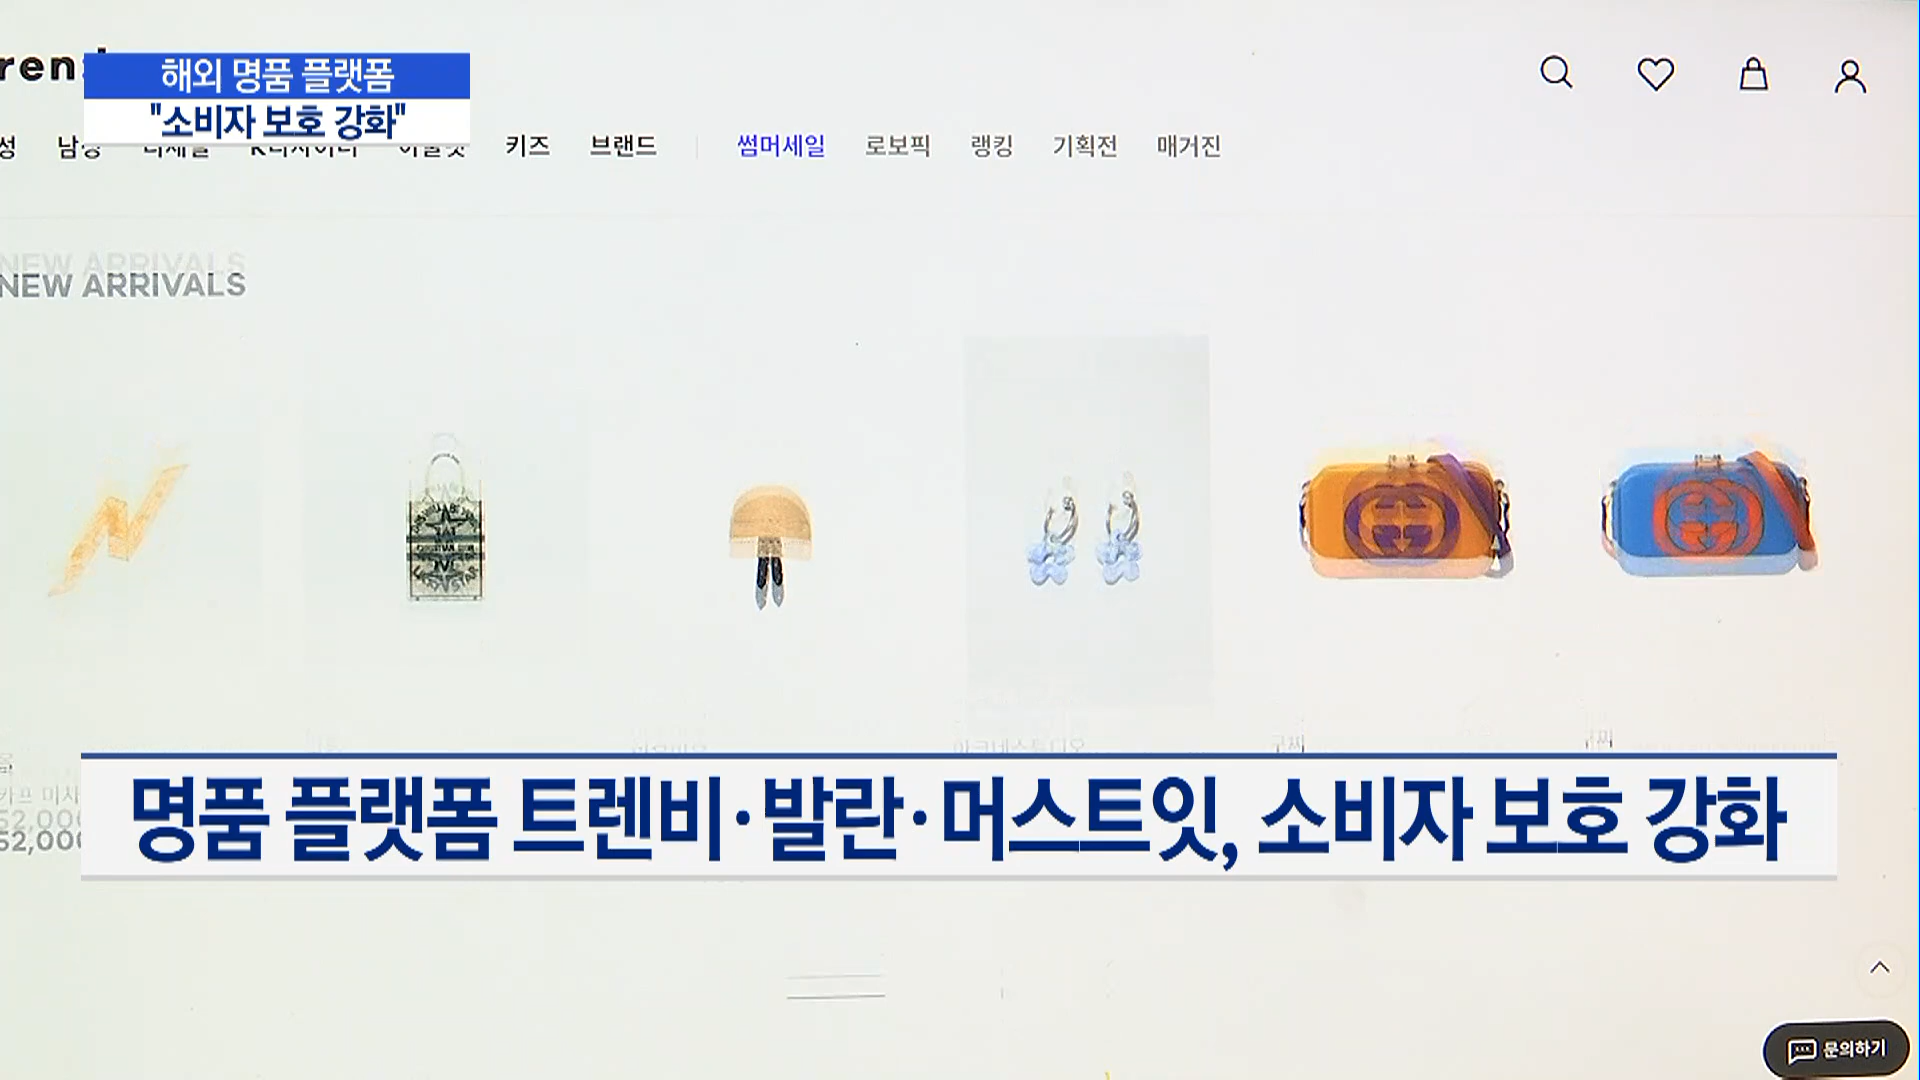 해외 명품 플랫폼
"소비자 보호 강화"
키즈 브랜드 썸머세일 로보픽 랭킹 기획전 매거진
NEW ARRIVALS
명품 플랫폼 트렌비·발란·머스트잇, 소비자 보호 강화
문의하기